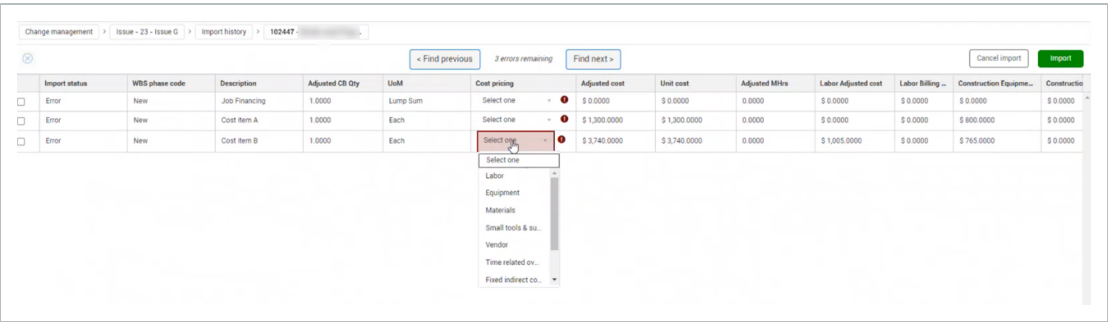 Change management > Issue - 23 - Issue G > Import history > 102447 -
< Find previous 3 errors remaining Find next > Cancel import Import
Import status WBS phase code Description Adjusted CB Qty UoM Cost pricing Adjusted cost Unit cost Adjusted MHrs Labor Adjusted cost Labor Billing ... Construction Equipme... Constructio
Error New Job Financing 1.0000 Lump Sum Select one $ 0.0000 $ 0.0000 0.0000 $ 0.0000 $ 0.0000 $ 0.0000 $ 0.0000
Error New Cost item A 1.0000 Each Select one $ 1,300.0000 $ 1,300.0000 0.0000 $ 0.0000 $ 0.0000 $ 800.0000 $ 0.0000
Error New Cost item B 1.0000 Each Select one $ 3,740.0000 $ 3,740.0000 0.0000 $ 1,005.0000 $ 0.0000 $ 765.0000 $ 0.0000
Select one
Labor
Equipment
Materials
Small tools & su...
Vendor
Time related ov...
Fixed indirect co...